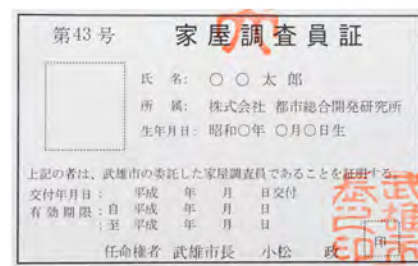 第43号 家屋調査員証
氏 名: 〇 〇 太 郎
所 属: 株式会社 都市総合開発研究所
生年月日: 昭和〇年 〇月〇日生
上記の者は、武雄市の委託した家屋調査員であることを証明する。
交付年月日: 平成 年 月 日交付
有効期限:自 平成 年 月 日
:至 平成 年 月 日
任命権者 武雄市長 小松 政 印